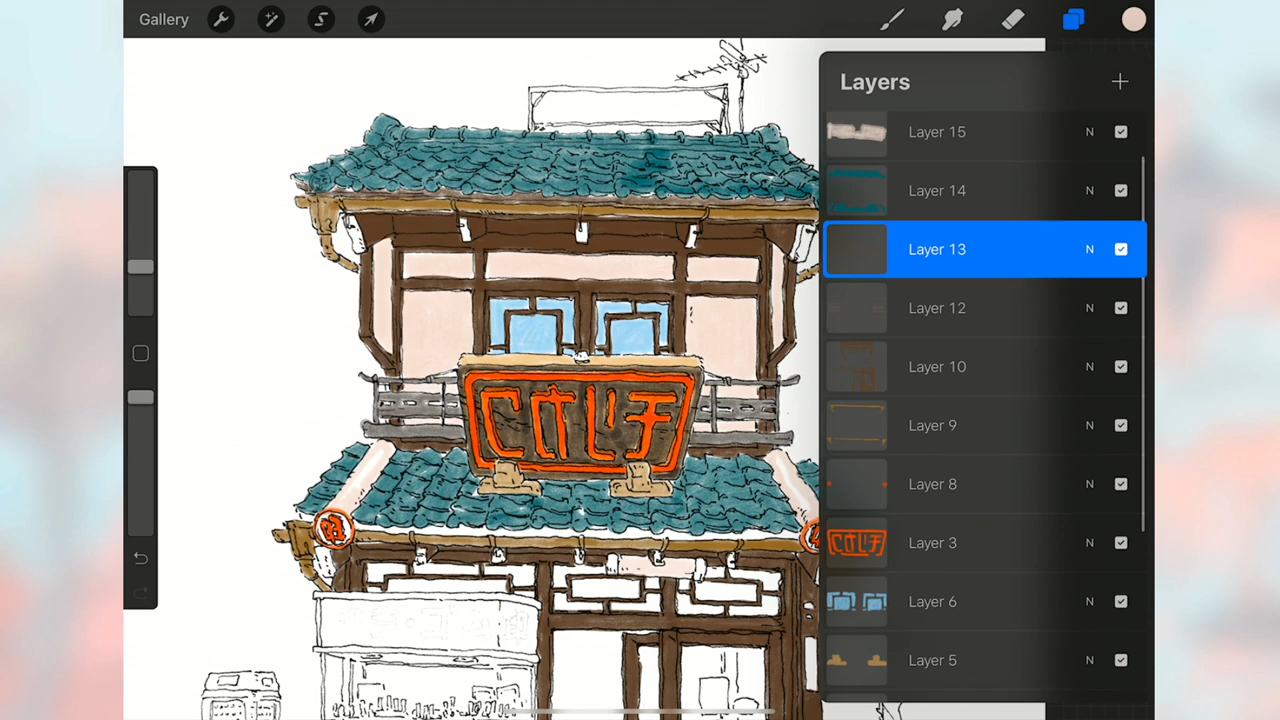 Gallery
Layers
Layer 15 N
Layer 14 N
Layer 13 N
Layer 12 N
Layer 10 N
Layer 9 N
Layer 8 N
Layer 3 N
Layer 6 N
Layer 5 N